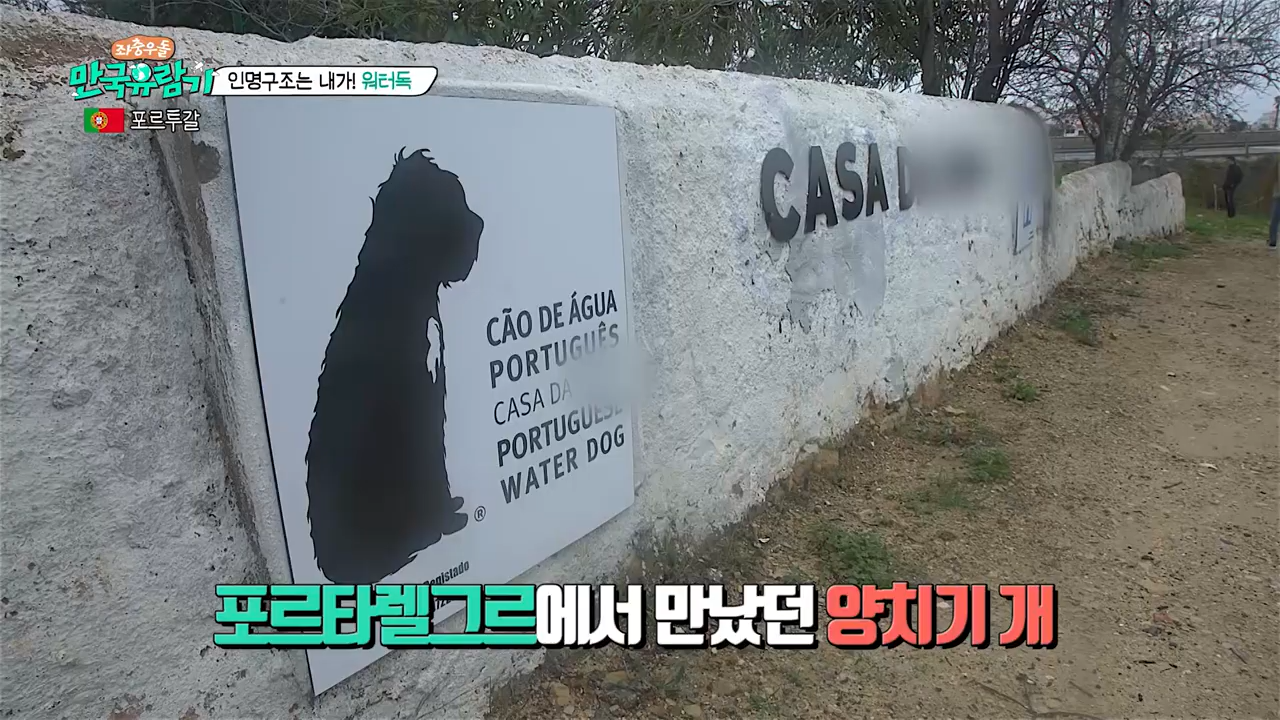 좌충우돌
만국유람기
인명구조는 내가! 워터독
포르투갈
CÃO DE ÁGUA
PORTUGUÊS
CASA DA
PORTUGUESE
WATER DOG
®
CASA D
포르타렐그르에서 만났던 양치기 개